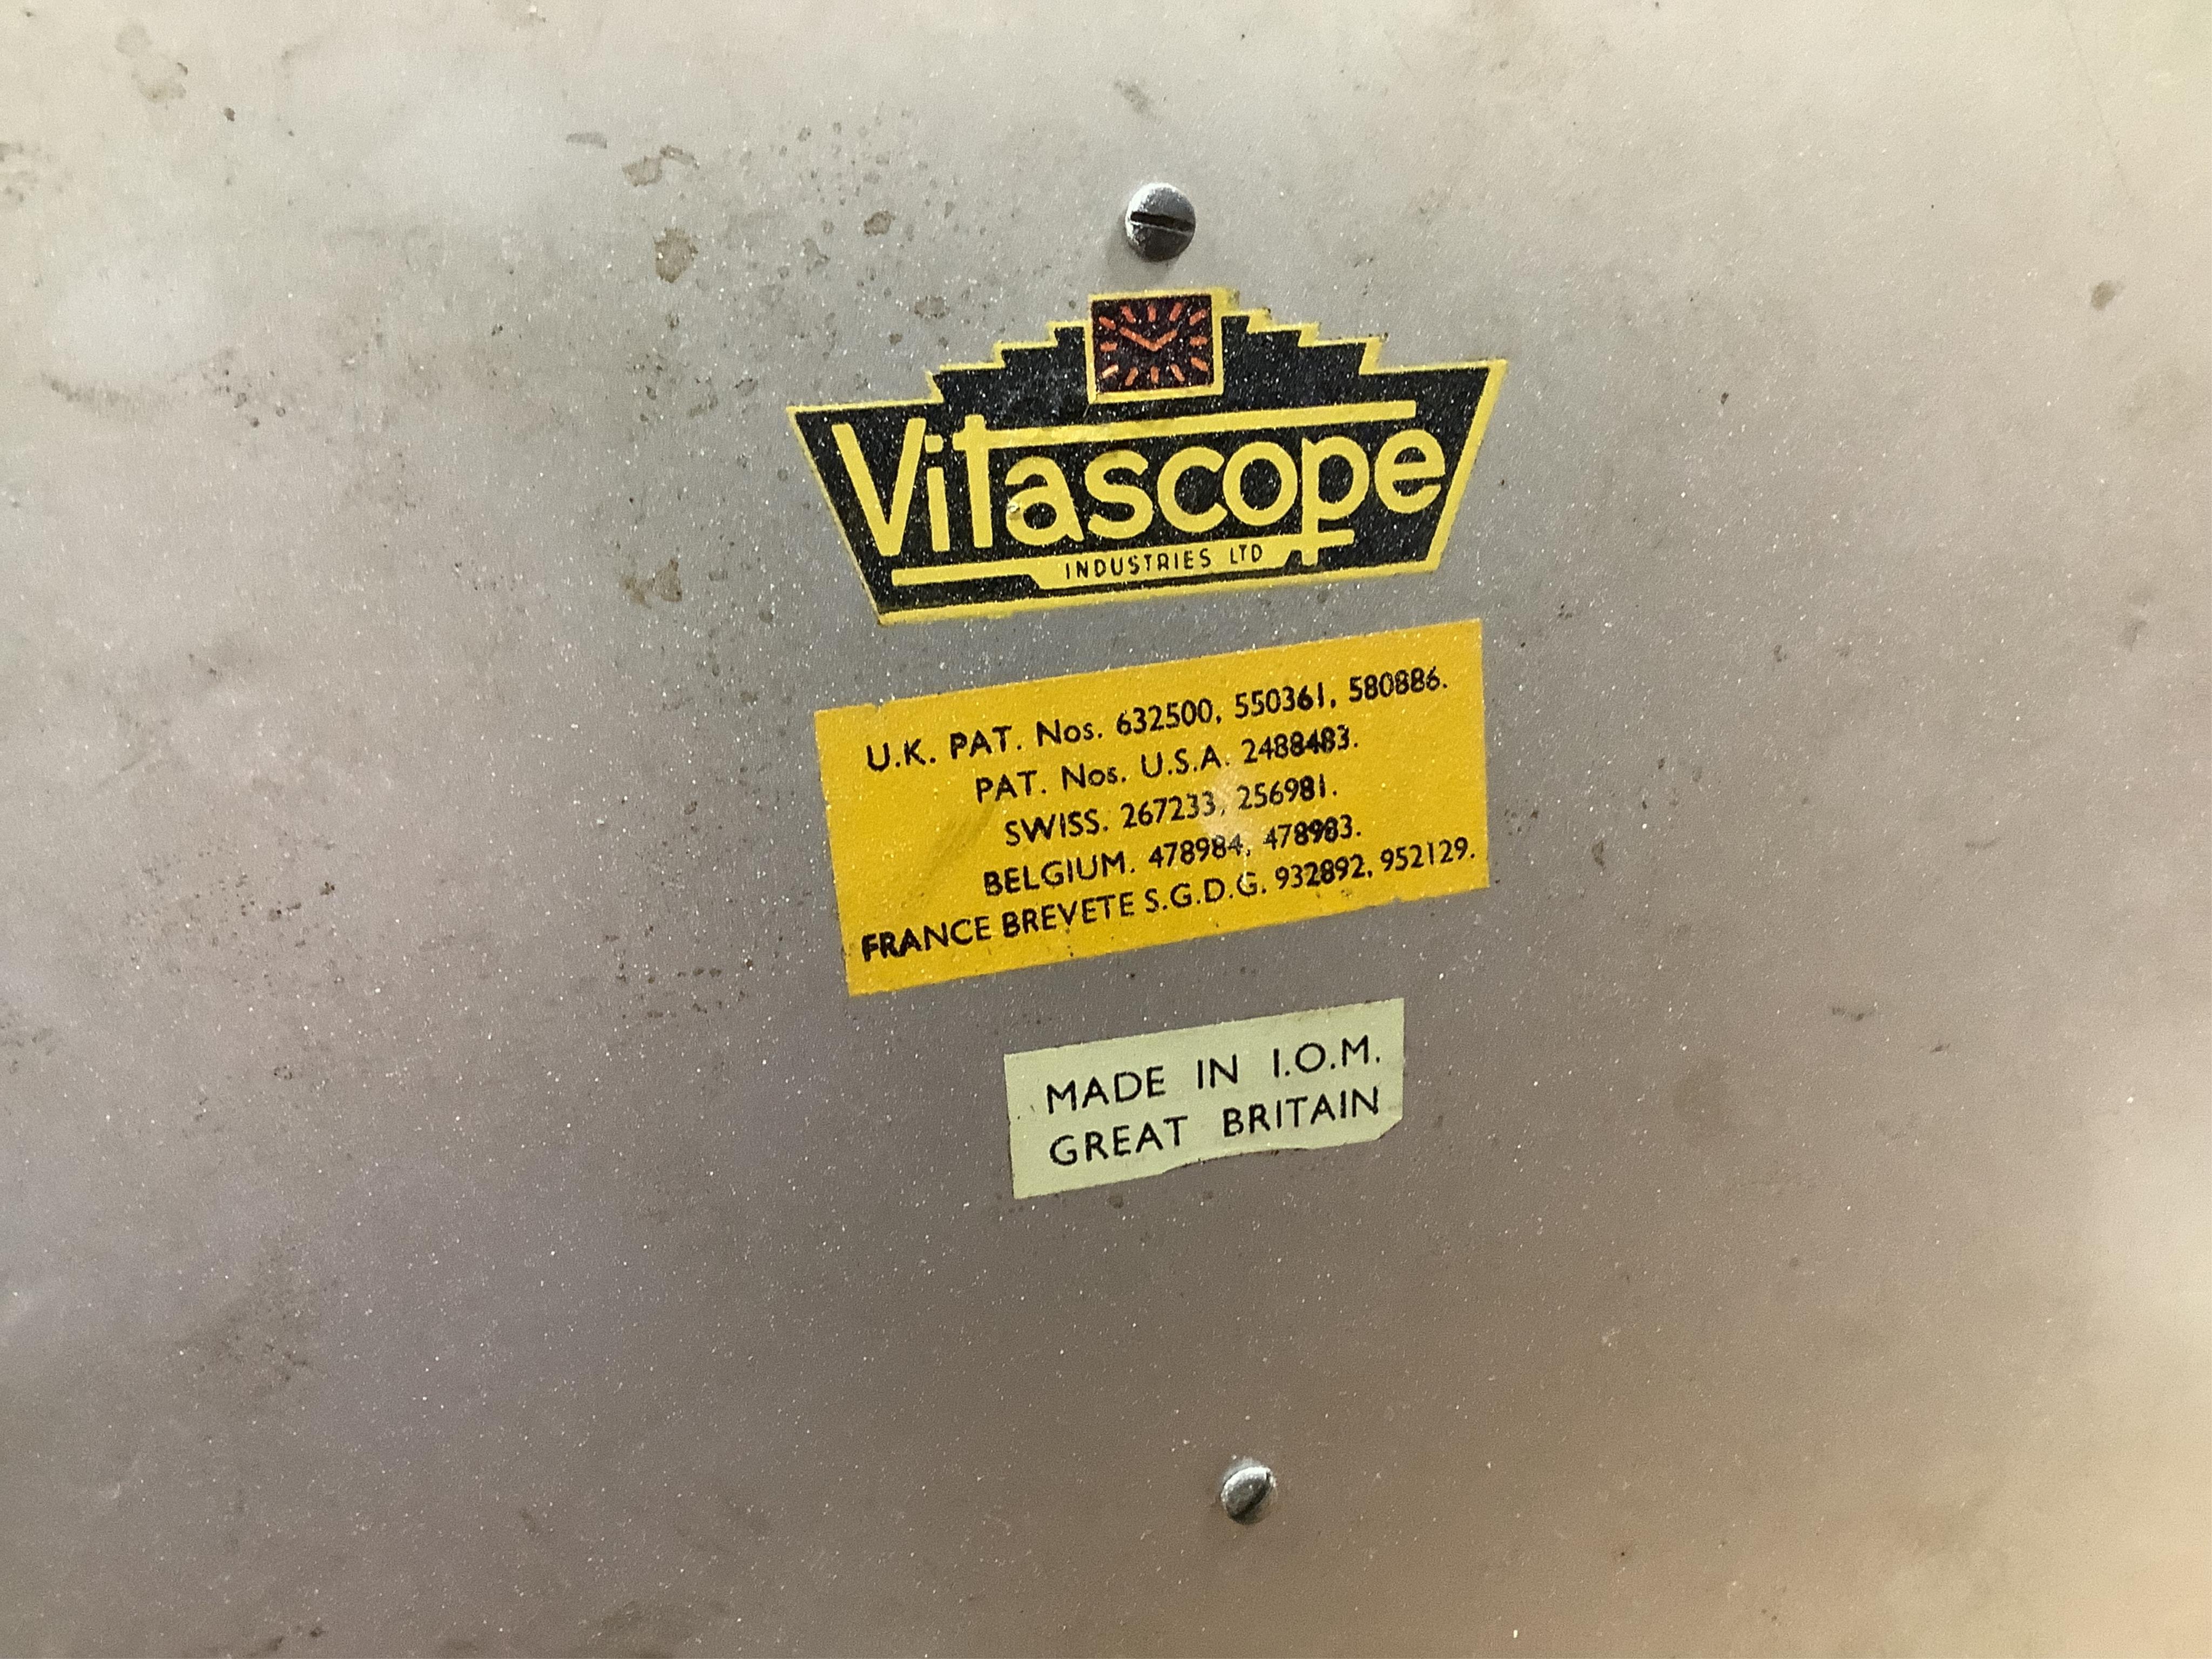 Vitascope
INDUSTRIES LTD
U.K. PAT. Nos. 632500, 550361, 580886.
PAT. Nos. U.S.A. 2488483.
SWISS. 267233, 256981.
BELGIUM. 478984, 478983.
FRANCE BREVETE S.G.D.G. 932892, 952129.
MADE IN I.O.M.
GREAT BRITAIN